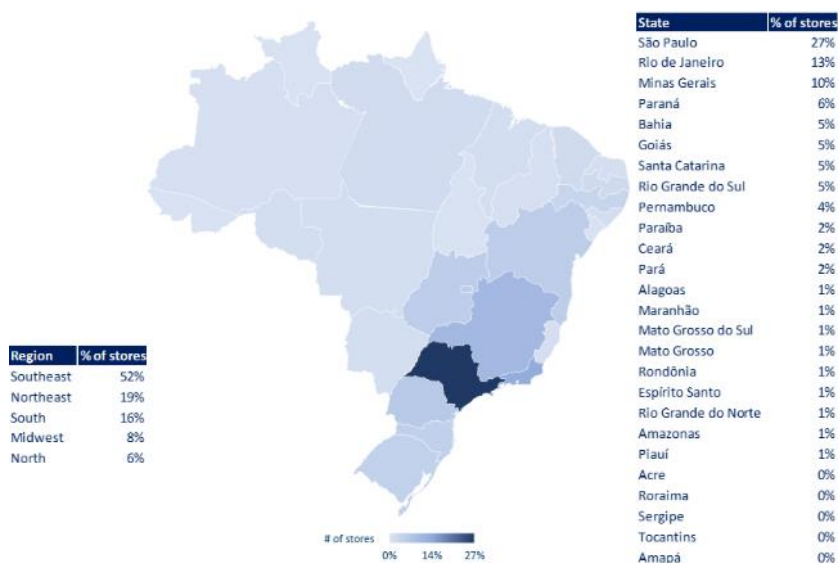 State % of stores
São Paulo 27%
Rio de Janeiro 13%
Minas Gerais 10%
Paraná 6%
Bahia 5%
Goiás 5%
Santa Catarina 5%
Rio Grande do Sul 5%
Pernambuco 4%
Paraíba 2%
Ceará 2%
Pará 2%
Alagoas 1%
Maranhão 1%
Mato Grosso do Sul 1%
Mato Grosso 1%
Rondônia 1%
Espírito Santo 1%
Rio Grande do Norte 1%
Amazonas 1%
Piauí 1%
Acre 0%
Roraima 0%
Sergipe 0%
Tocantins 0%
Amapá 0%
Region % of stores
Southeast 52%
Northeast 19%
South 16%
Midwest 8%
North 6%
# of stores
0% 14% 27%